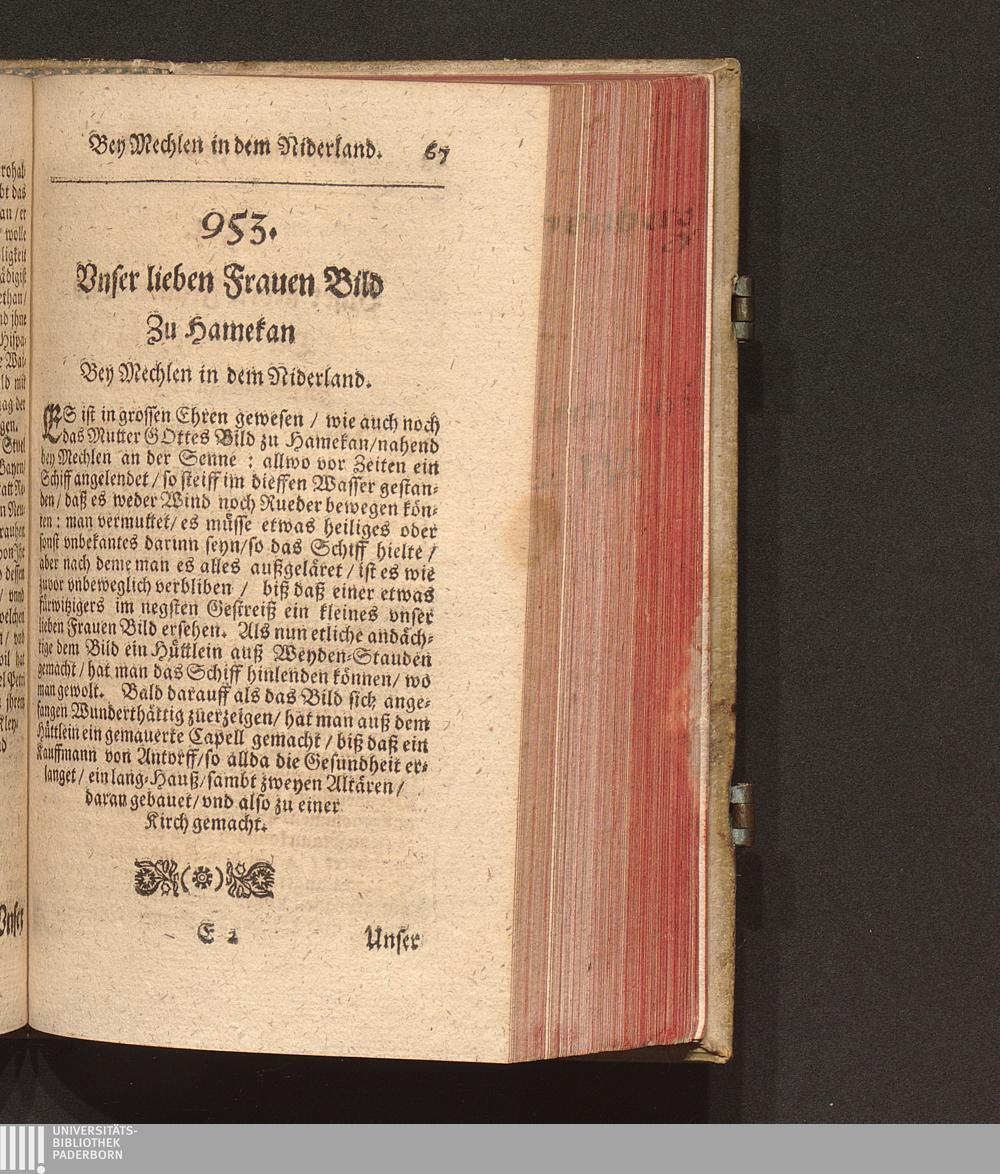 Bey Mechlen in dem Niderland. 67
953.
Vnser lieben Frauen Bild
Zu Hamekan
Bey Mechlen in dem Niderland.
ES ist in grossen Ehren gewesen / wie auch noch
das Mutter GOttes Bild zu Hamekan/nahend
bey Mechlen an der Senne : allwo vor Zeiten ein
Schiff angelendet / so steiff im dieffen Wasser gestan-
den / daß es weder Wind noch Rueder bewegen kön-
ten : man vermuttet/ es müsse etwas heiliges oder
sonst vnbekantes darinn seyn/so das Schiff hielte /
aber nach deme man es alles außgeläret / ist es wie
zuvor vnbeweglich verbliben / biß daß einer etwas
fürwitzigers im negsten Gestreiß ein kleines vnser
lieben Frauen Bild ersehen. Als nun etliche andäch-
tige dem Bild ein Hüttlein auß Weyden-Stauden
gemacht / hat man das Schiff hinlenden können/ wo
man gewolt. Bald darauff als das Bild sich ange-
fangen Wunderthättig zuerzeigen/ hat man auß dem
Hüttlein ein gemauerte Capell gemacht / biß daß ein
Kauffmann von Antorff/so allda die Gesundheit er-
langet / ein lang-Hauß/sambt zweyen Altären /
daran gebauet/ vnd also zu einer
Kirch gemacht.
E 2 Unser
UNIVERSITÄTS-
BIBLIOTHEK
PADERBORN